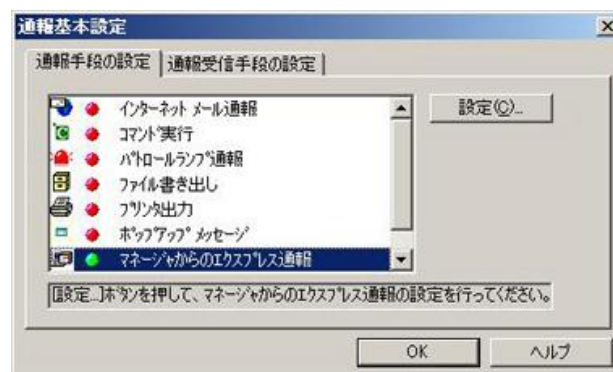 通報基本設定
通報手段の設定 通報受信手段の設定
インターネット メール通報
設定(C)...
コマンド実行
パトロールランプ通報
ファイル書き出し
プリンタ出力
ポップアップ メッセージ
マネージャからのエクスプレス通報
[設定...]ボタンを押して、マネージャからのエクスプレス通報の設定を行ってください。
OK ヘルプ